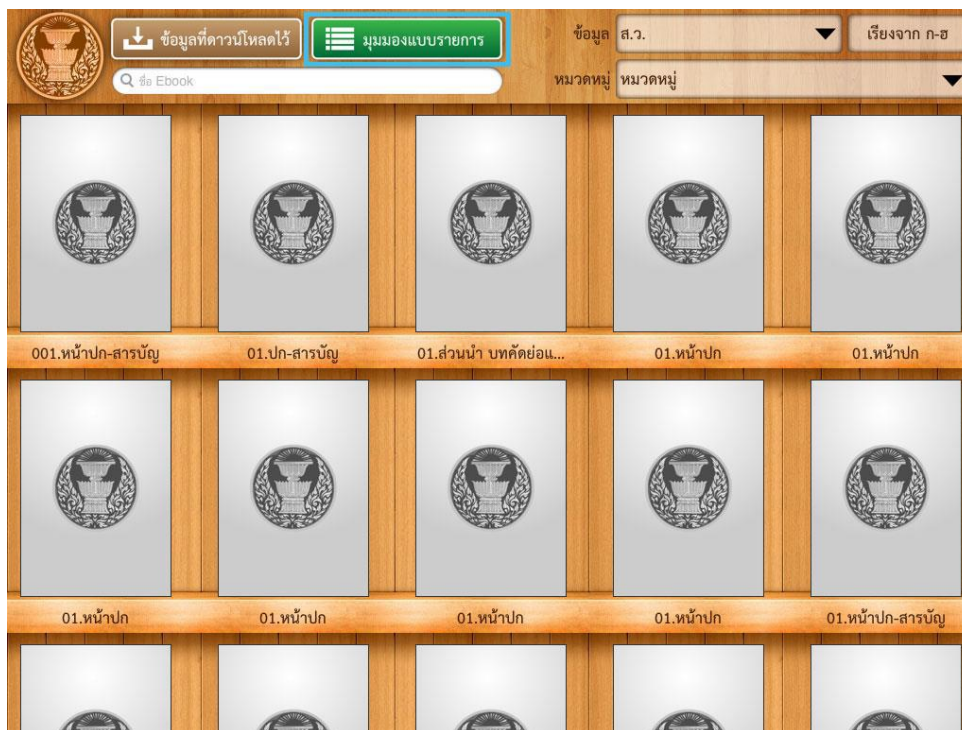 ข้อมูลที่ดาวน์โหลดไว้
มุมมองแบบรายการ
ข้อมูล
ส.ว.
เรียงจาก ก-ฮ
ชื่อ Ebook
หมวดหมู่
หมวดหมู่
001.หน้าปก-สารบัญ
01.ปก-สารบัญ
01.ส่วนนำ บทคัดย่อแ...
01.หน้าปก
01.หน้าปก
01.หน้าปก
01.หน้าปก
01.หน้าปก
01.หน้าปก
01.หน้าปก-สารบัญ